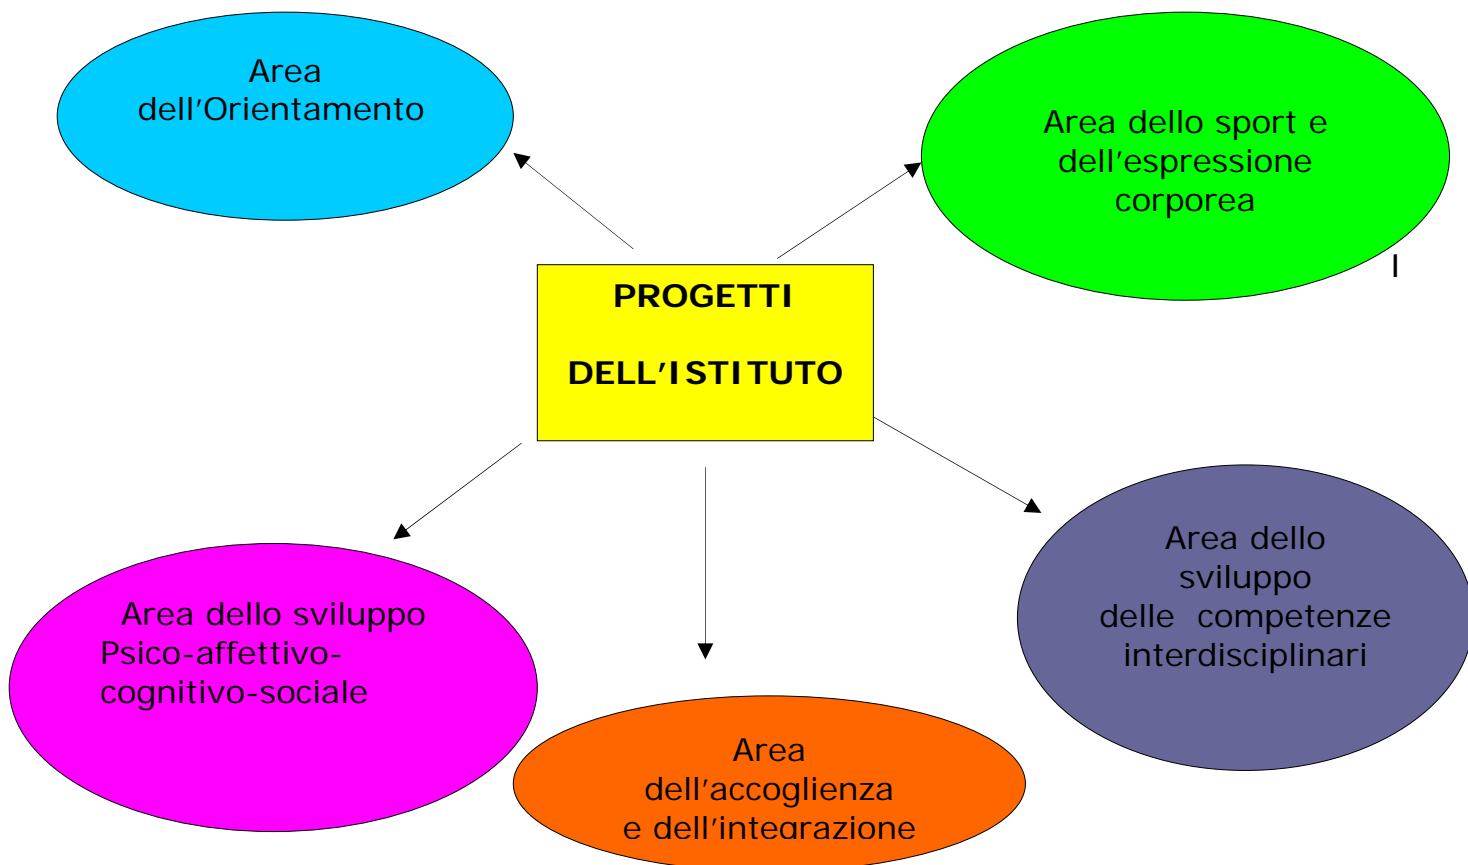 Area
dell'Orientamento
Area dello sport e
dell'espressione
corporea
I
PROGETTI
DELL'ISTITUTO
Area dello sviluppo
Psico-affettivo-
cognitivo-sociale
Area
dell'accoglienza
e dell'integrazione
Area dello
sviluppo
delle competenze
interdisciplinari